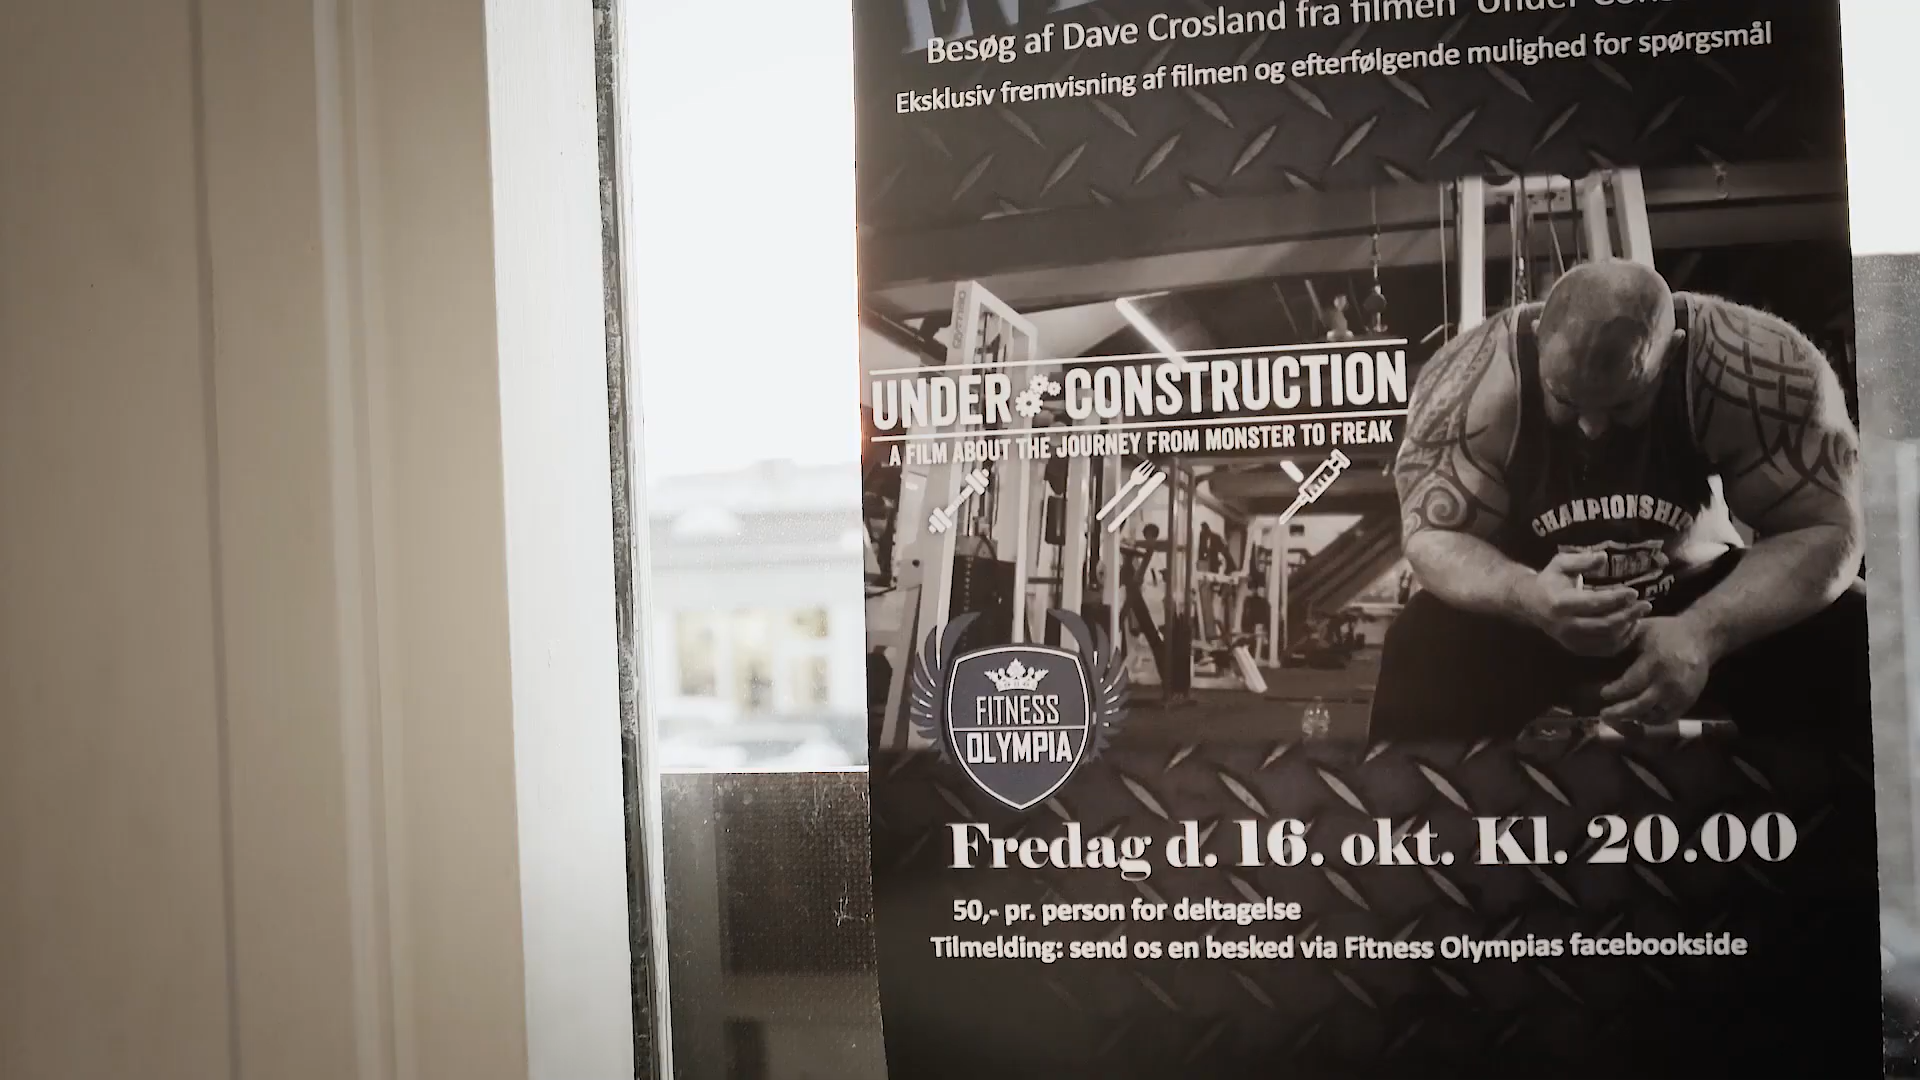 Besøg af Dave Crosland fra filmen
Eksklusiv fremvisning af filmen og efterfølgende mulighed for spørgsmål
UNDER CONSTRUCTION
A FILM ABOUT THE JOURNEY FROM MONSTER TO FREAK
CHAMPIONSHIP
FITNESS
OLYMPIA
Fredag d. 16. okt. Kl. 20.00
50,- pr. person for deltagelse
Tilmelding: send os en besked via Fitness Olympias facebookside